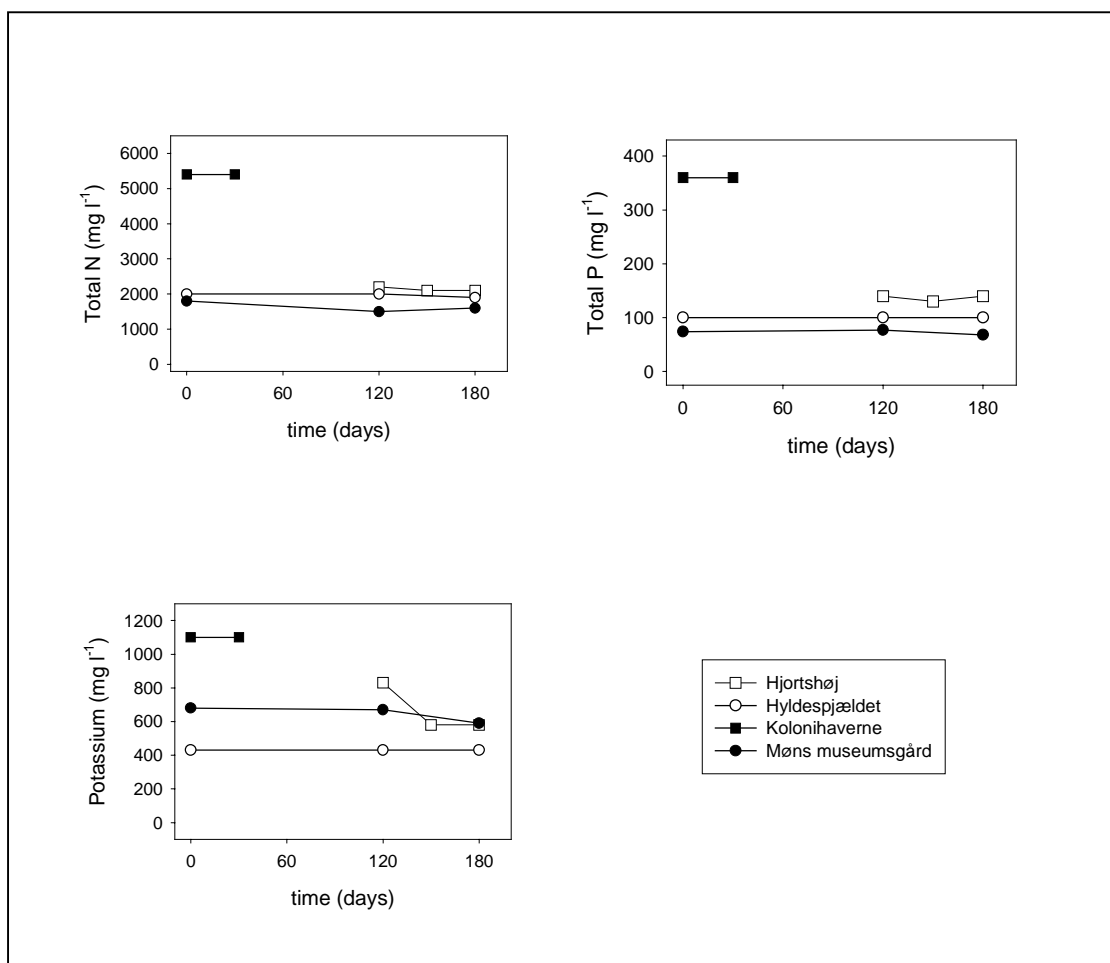 Total N (mg l⁻¹)
6000
5000
4000
3000
2000
1000
0
0 60 120 180
time (days)
Total P (mg l⁻¹)
400
300
200
100
0
0 60 120 180
time (days)
Potassium (mg l⁻¹)
1200
1000
800
600
400
200
0
0 60 120 180
time (days)
Hjortshøj
Hyldespjældet
Kolonihaverne
Møns museumsgård